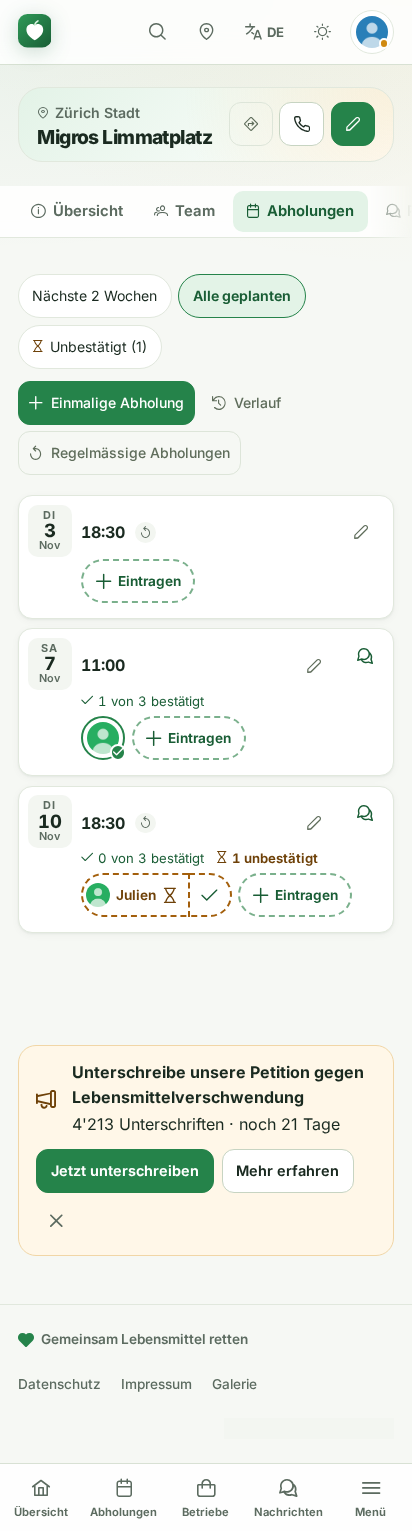 DE
Zürich Stadt
Migros Limmatplatz
Übersicht
Team
Abholungen
Nächste 2 Wochen
Alle geplanten
Unbestätigt (1)
Einmalige Abholung
Verlauf
Regelmässige Abholungen
DI
3
Nov
18:30
Eintragen
SA
7
Nov
11:00
1 von 3 bestätigt
Eintragen
DI
10
Nov
18:30
0 von 3 bestätigt
1 unbestätigt
Julien
Eintragen
Unterschreibe unsere Petition gegen
Lebensmittelverschwendung
4'213 Unterschriften · noch 21 Tage
Jetzt unterschreiben
Mehr erfahren
Gemeinsam Lebensmittel retten
Datenschutz
Impressum
Galerie
Übersicht
Abholungen
Betriebe
Nachrichten
Menü